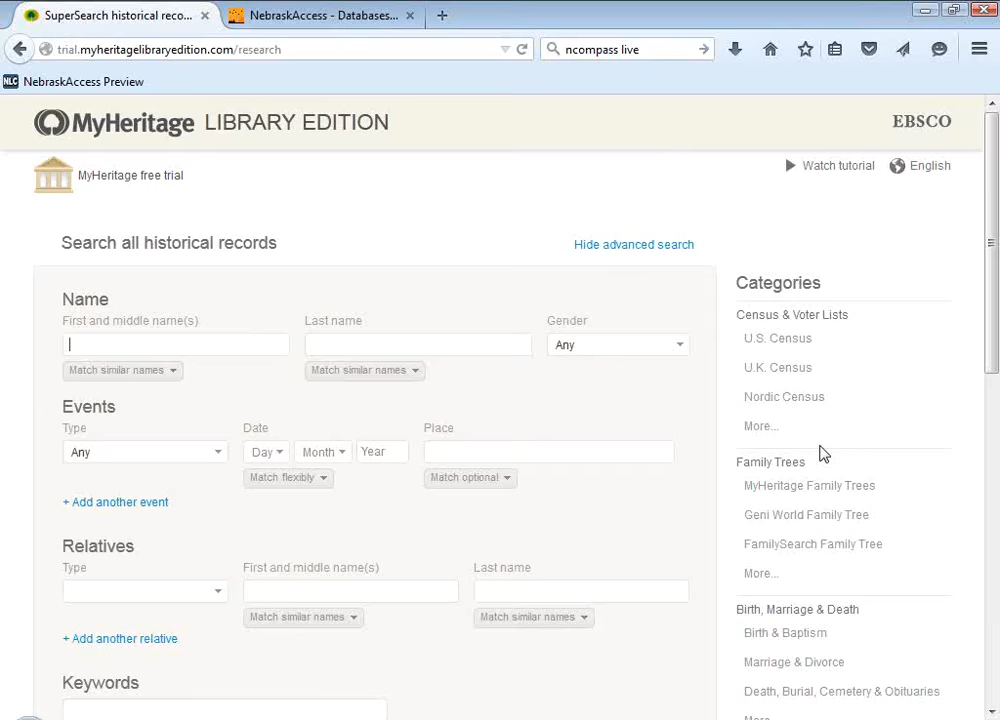 SuperSearch historical reco...
NebraskAccess - Databases...
trial.myheritagelibraryedition.com/research
ncompass live
NLC NebraskAccess Preview
MyHeritage LIBRARY EDITION
EBSCO
MyHeritage free trial
Watch tutorial
English
Search all historical records
Hide advanced search
Name
First and middle name(s)
Last name
Gender
Any
Match similar names
Match similar names
Events
Type
Date
Place
Any
Day
Month
Year
Match flexibly
Match optional
+ Add another event
Relatives
Type
First and middle name(s)
Last name
Match similar names
Match similar names
+ Add another relative
Keywords
Categories
Census & Voter Lists
U.S. Census
U.K. Census
Nordic Census
More...
Family Trees
MyHeritage Family Trees
Geni World Family Tree
FamilySearch Family Tree
More...
Birth, Marriage & Death
Birth & Baptism
Marriage & Divorce
Death, Burial, Cemetery & Obituaries
More...